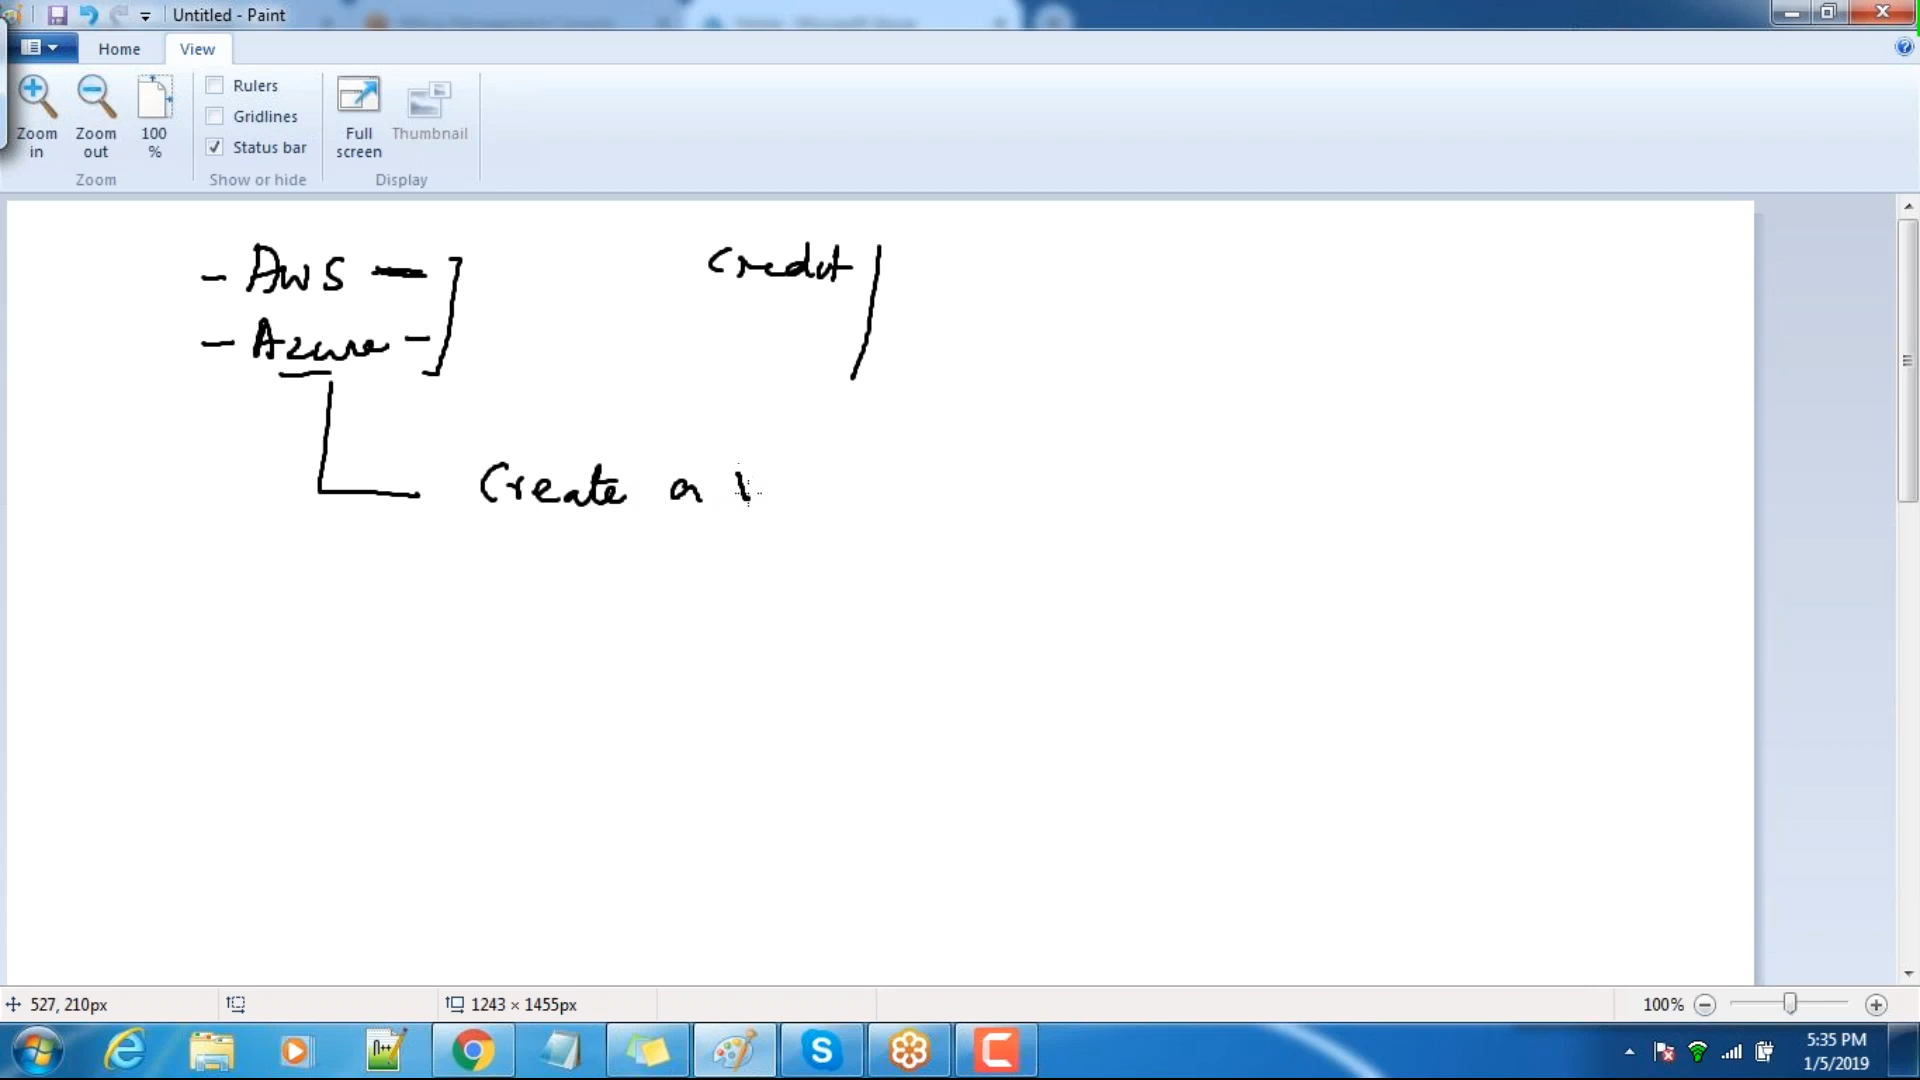 Untitled - Paint
Home View
Zoom in
Zoom out
100 %
Rulers
Gridlines
Status bar
Full screen
Thumbnail
Zoom
Show or hide
Display
- AWS - Credit
- Azure -
Create a
527, 210px
1243 × 1455px
100%
5:35 PM
1/5/2019